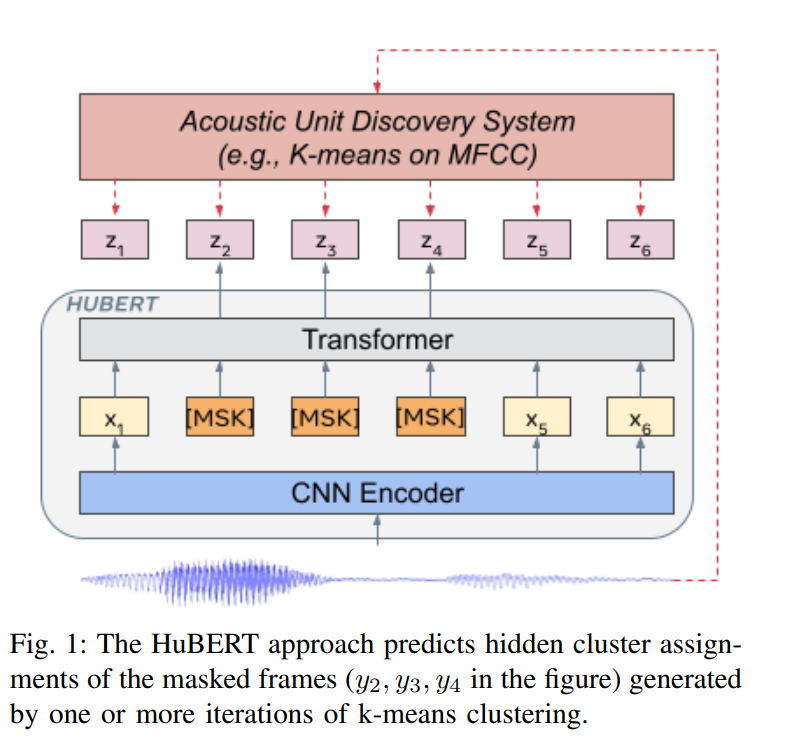 Acoustic Unit Discovery System
(e.g., K-means on MFCC)
z₁ z₂ z₃ z₄ z₅ z₆
HUBERT
Transformer
x₁ [MSK] [MSK] [MSK] x₅ x₆
CNN Encoder
Fig. 1: The HuBERT approach predicts hidden cluster assign-
ments of the masked frames (y₂, y₃, y₄ in the figure) generated
by one or more iterations of k-means clustering.